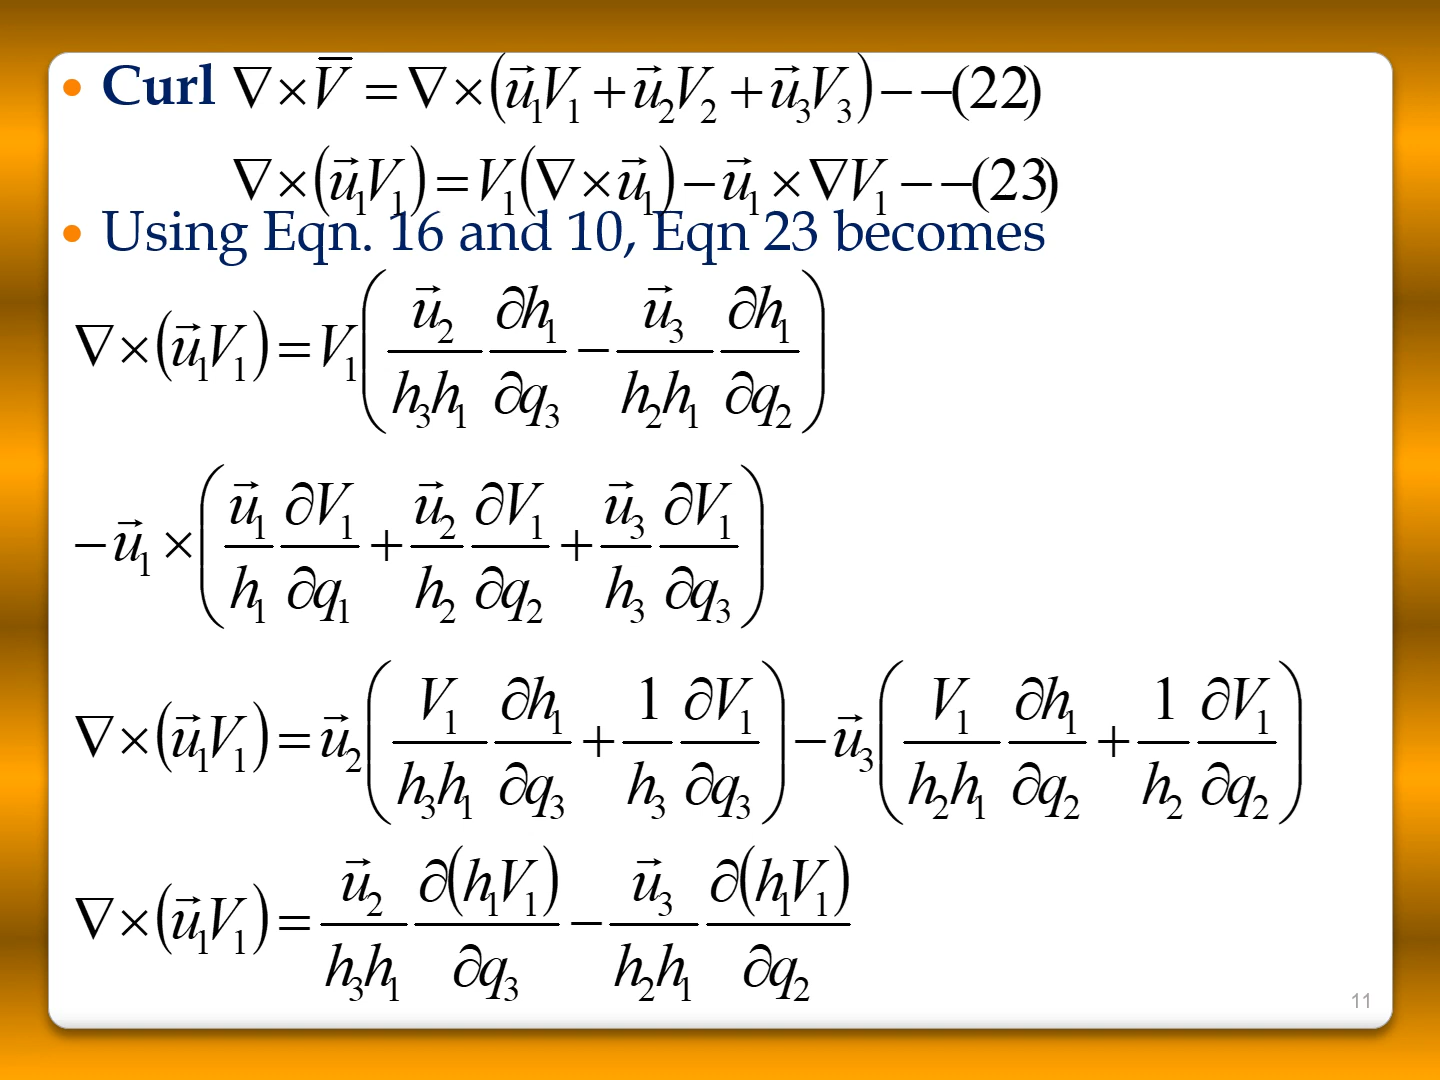 • Curl ∇×V̅ = ∇×(u⃗₁V₁ + u⃗₂V₂ + u⃗₃V₃) − −(22)
∇×(u⃗₁V₁) = V₁(∇×u⃗₁) − u⃗₁×∇V₁ − −(23)
• Using Eqn. 16 and 10, Eqn 23 becomes
∇×(u⃗₁V₁) = V₁( u⃗₂/(h₃h₁) ∂h₁/∂q₃ − u⃗₃/(h₂h₁) ∂h₁/∂q₂ )
− u⃗₁×( u⃗₁/h₁ ∂V₁/∂q₁ + u⃗₂/h₂ ∂V₁/∂q₂ + u⃗₃/h₃ ∂V₁/∂q₃ )
∇×(u⃗₁V₁) = u⃗₂( V₁/(h₃h₁) ∂h₁/∂q₃ + 1/h₃ ∂V₁/∂q₃ ) − u⃗₃( V₁/(h₂h₁) ∂h₁/∂q₂ + 1/h₂ ∂V₁/∂q₂ )
∇×(u⃗₁V₁) = u⃗₂/(h₃h₁) ∂(h₁V₁)/∂q₃ − u⃗₃/(h₂h₁) ∂(h₁V₁)/∂q₂
11